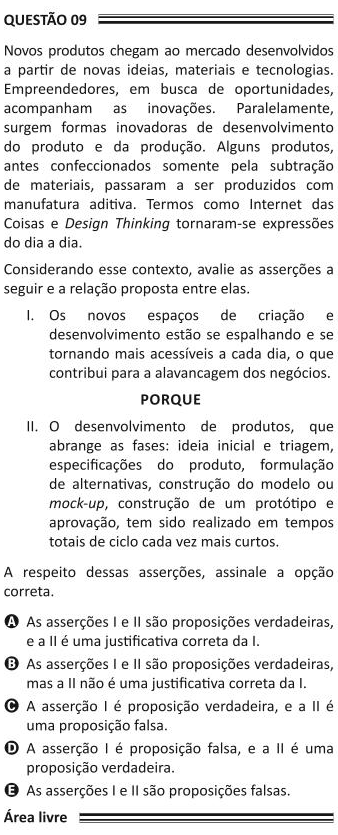 QUESTÃO 09
Novos produtos chegam ao mercado desenvolvidos
a partir de novas ideias, materiais e tecnologias.
Empreendedores, em busca de oportunidades,
acompanham as inovações. Paralelamente,
surgem formas inovadoras de desenvolvimento
do produto e da produção. Alguns produtos,
antes confeccionados somente pela subtração
de materiais, passaram a ser produzidos com
manufatura aditiva. Termos como Internet das
Coisas e Design Thinking tornaram-se expressões
do dia a dia.
Considerando esse contexto, avalie as asserções a
seguir e a relação proposta entre elas.
I. Os novos espaços de criação e
desenvolvimento estão se espalhando e se
tornando mais acessíveis a cada dia, o que
contribui para a alavancagem dos negócios.
PORQUE
II. O desenvolvimento de produtos, que
abrange as fases: ideia inicial e triagem,
especificações do produto, formulação
de alternativas, construção do modelo ou
mock-up, construção de um protótipo e
aprovação, tem sido realizado em tempos
totais de ciclo cada vez mais curtos.
A respeito dessas asserções, assinale a opção
correta.
A As asserções I e II são proposições verdadeiras,
e a II é uma justificativa correta da I.
B As asserções I e II são proposições verdadeiras,
mas a II não é uma justificativa correta da I.
C A asserção I é proposição verdadeira, e a II é
uma proposição falsa.
D A asserção I é proposição falsa, e a II é uma
proposição verdadeira.
E As asserções I e II são proposições falsas.
Área livre